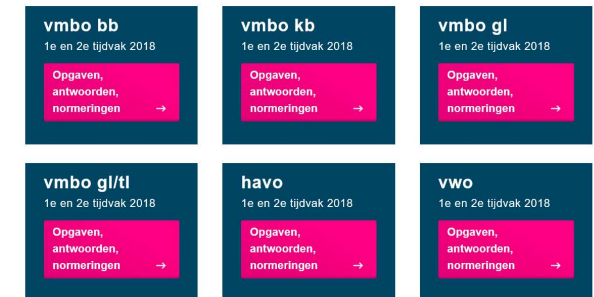 vmbo bb
1e en 2e tijdvak 2018
Opgaven,
antwoorden,
normeringen →
vmbo kb
1e en 2e tijdvak 2018
Opgaven,
antwoorden,
normeringen →
vmbo gl
1e en 2e tijdvak 2018
Opgaven,
antwoorden,
normeringen →
vmbo gl/tl
1e en 2e tijdvak 2018
Opgaven,
antwoorden,
normeringen →
havo
1e en 2e tijdvak 2018
Opgaven,
antwoorden,
normeringen →
vwo
1e en 2e tijdvak 2018
Opgaven,
antwoorden,
normeringen →